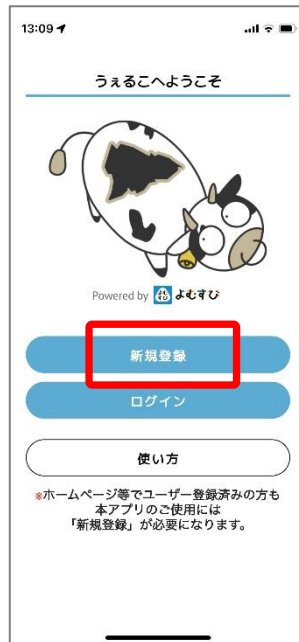 13:09
うぇるこへようこそ
Powered by よむすび
新規登録
ログイン
使い方
※ホームページ等でユーザー登録済みの方も
本アプリのご使用には
「新規登録」が必要になります。